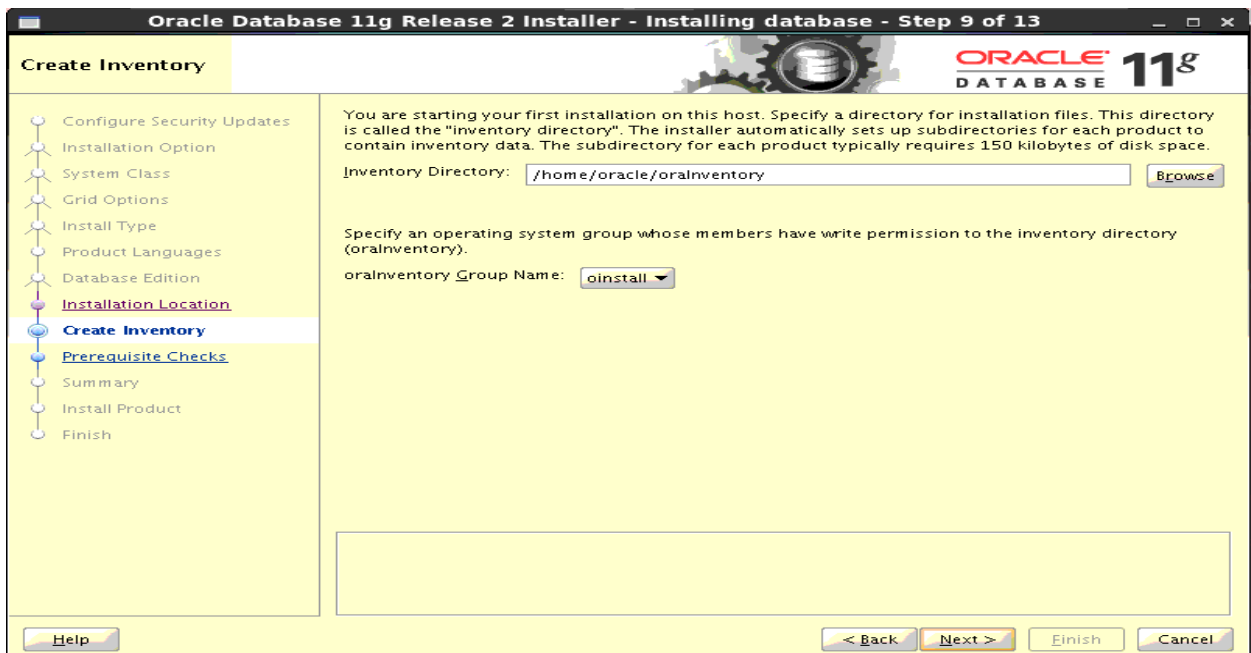 Oracle Database 11g Release 2 Installer - Installing database - Step 9 of 13
Create Inventory
ORACLE
DATABASE
11g
Configure Security Updates
Installation Option
System Class
Grid Options
Install Type
Product Languages
Database Edition
Installation Location
Create Inventory
Prerequisite Checks
Summary
Install Product
Finish
You are starting your first installation on this host. Specify a directory for installation files. This directory
is called the "inventory directory". The installer automatically sets up subdirectories for each product to
contain inventory data. The subdirectory for each product typically requires 150 kilobytes of disk space.
Inventory Directory: /home/oracle/oraInventory Browse
Specify an operating system group whose members have write permission to the inventory directory
(oraInventory).
oraInventory Group Name: oinstall
Help < Back Next > Finish Cancel